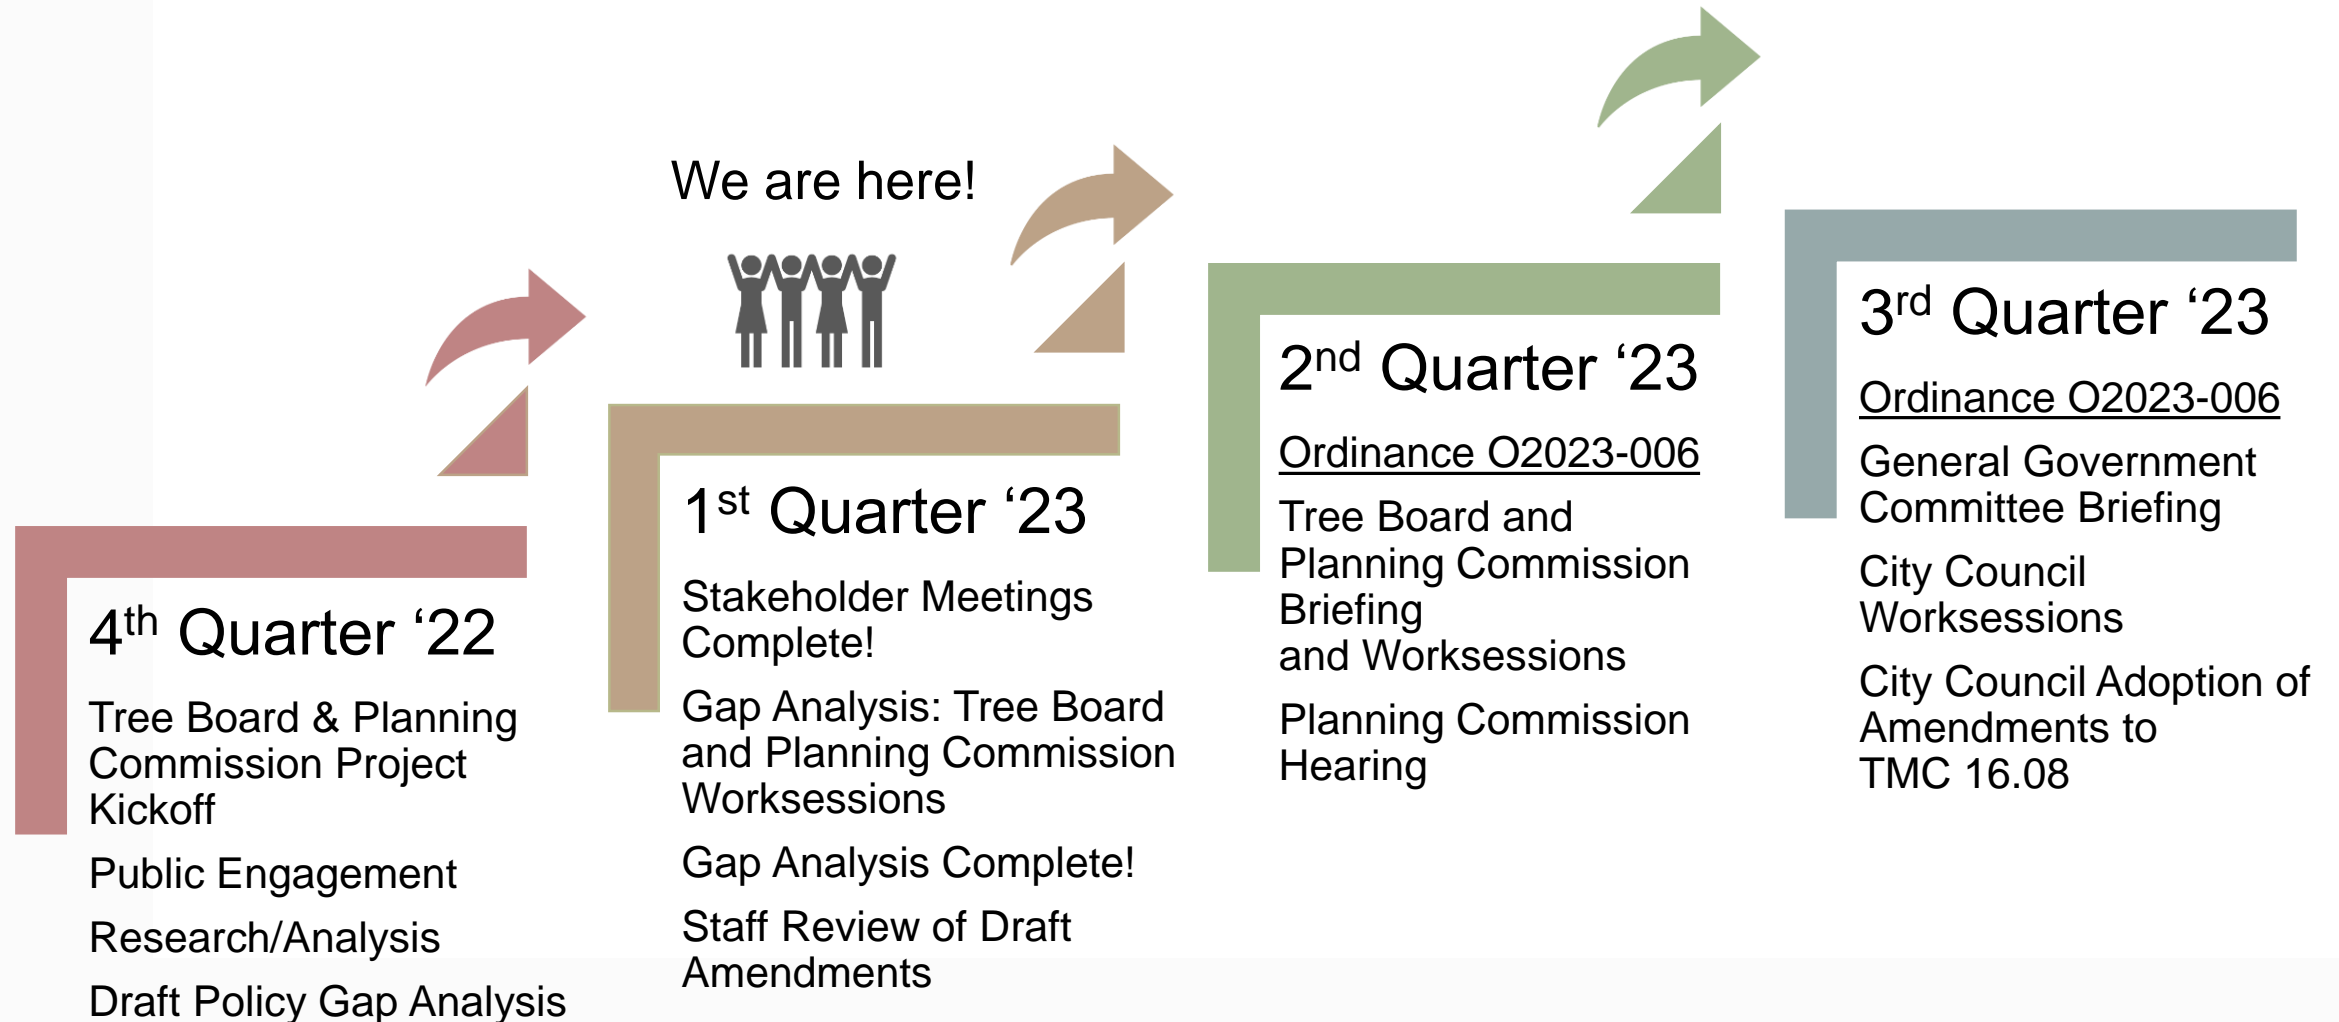 We are here!
4th Quarter ‘22
Tree Board & Planning
Commission Project
Kickoff
Public Engagement
Research/Analysis
Draft Policy Gap Analysis
1st Quarter ‘23
Stakeholder Meetings
Complete!
Gap Analysis: Tree Board
and Planning Commission
Worksessions
Gap Analysis Complete!
Staff Review of Draft
Amendments
2nd Quarter ‘23
Ordinance O2023-006
Tree Board and
Planning Commission
Briefing
and Worksessions
Planning Commission
Hearing
3rd Quarter ‘23
Ordinance O2023-006
General Government
Committee Briefing
City Council
Worksessions
City Council Adoption of
Amendments to
TMC 16.08